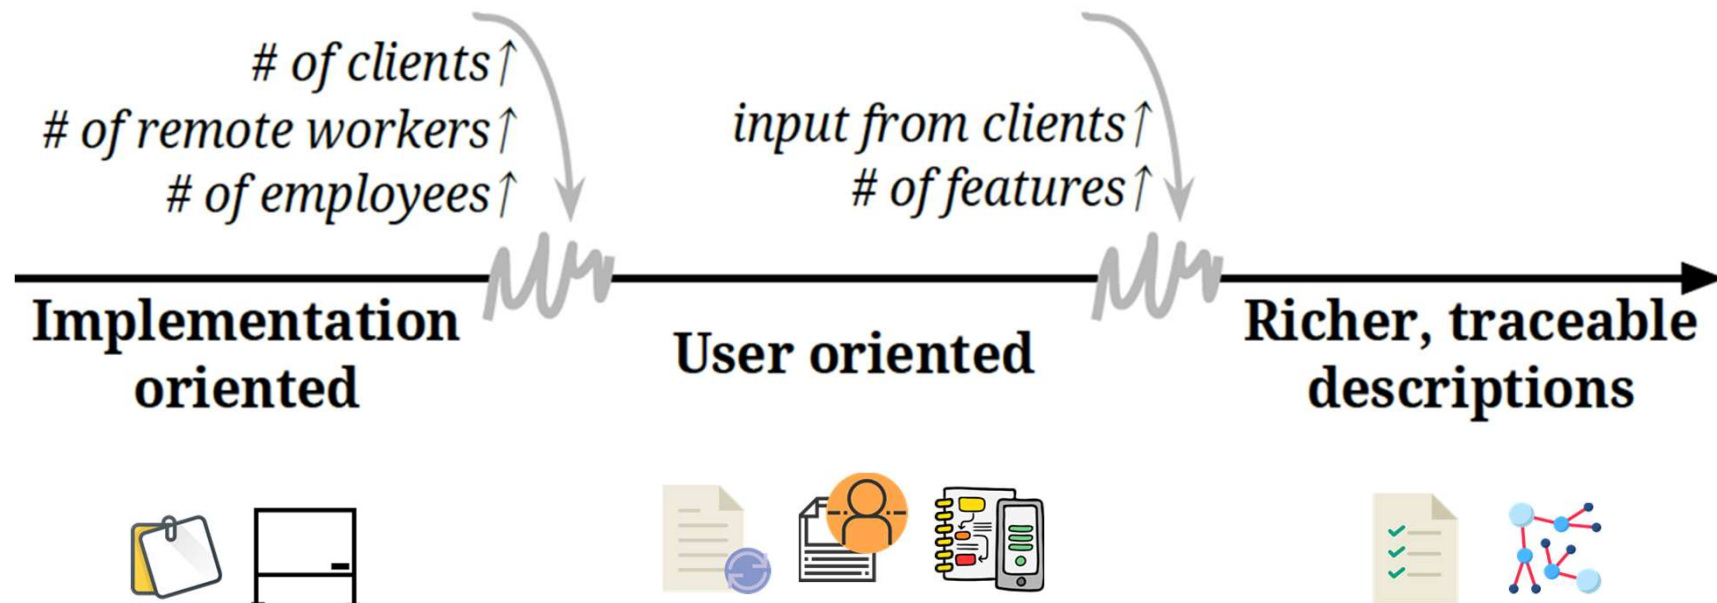 # of clients↑
# of remote workers↑
# of employees↑
input from clients↑
# of features↑
Implementation
oriented
User oriented
Richer, traceable
descriptions